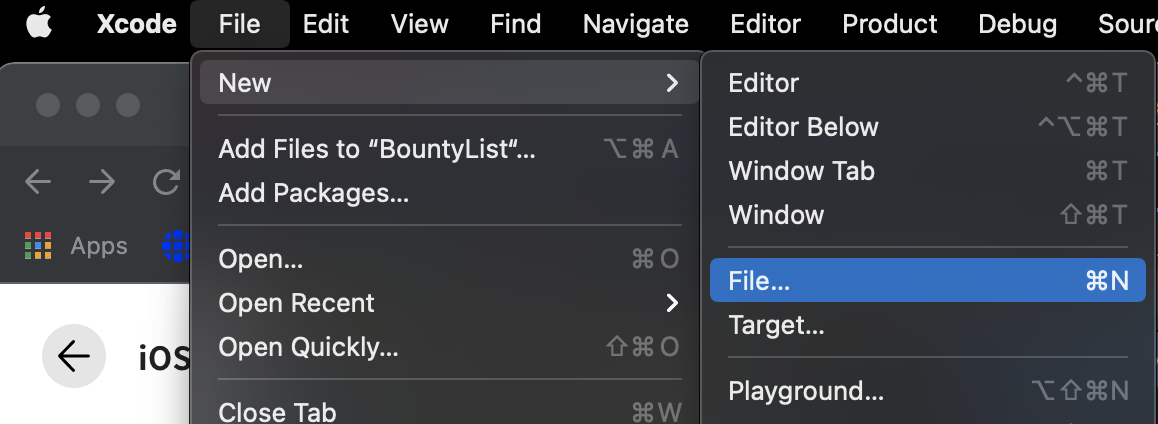 Xcode File Edit View Find Navigate Editor Product Debug Sour
New
Add Files to “BountyList“... ⌥⌘A
Add Packages...
Open... ⌘O
Open Recent
Open Quickly... ⇧⌘O
Close Tab ⌘W
Editor ^⌘T
Editor Below ^⌥⌘T
Window Tab ⌘T
Window ⇧⌘T
File... ⌘N
Target...
Playground... ⌥⇧⌘N
Apps
iOS